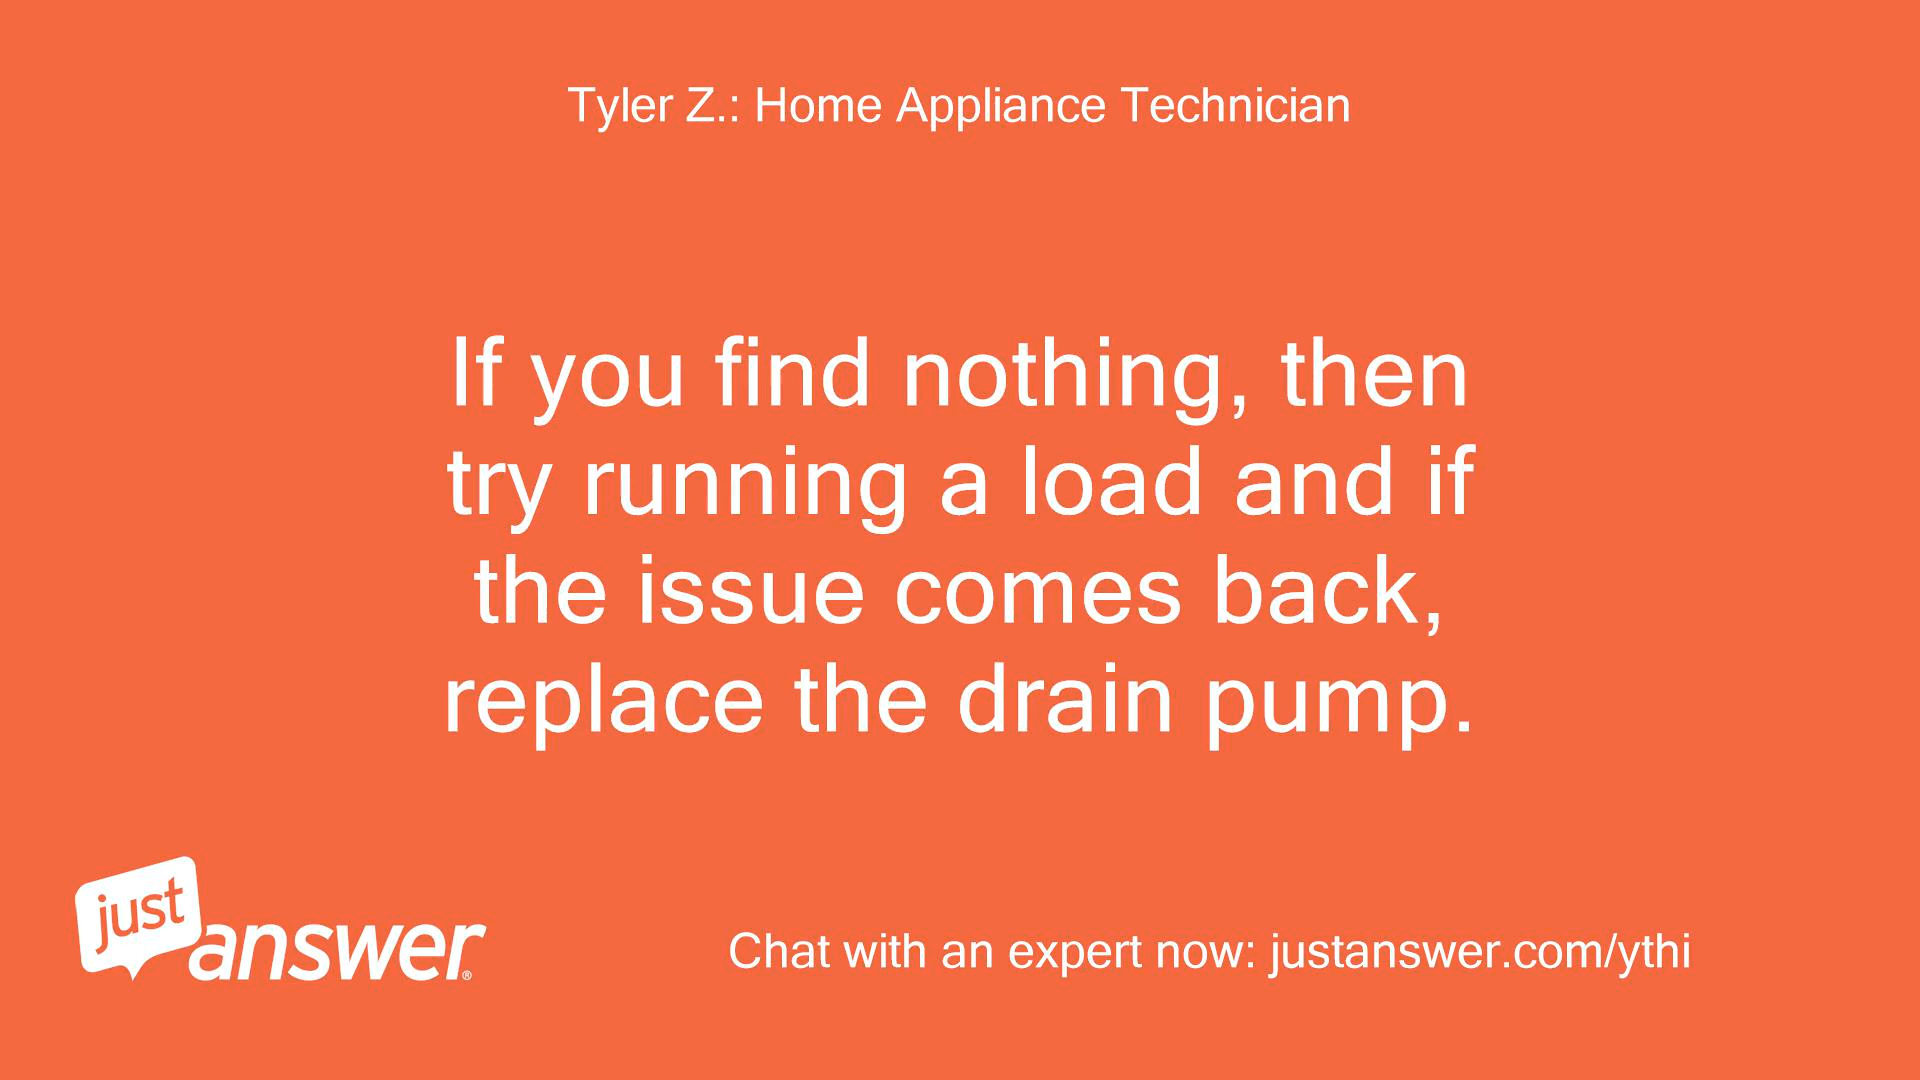 Tyler Z.: Home Appliance Technician
If you find nothing, then
try running a load and if
the issue comes back,
replace the drain pump.
just
answer®
Chat with an expert now: justanswer.com/ythi